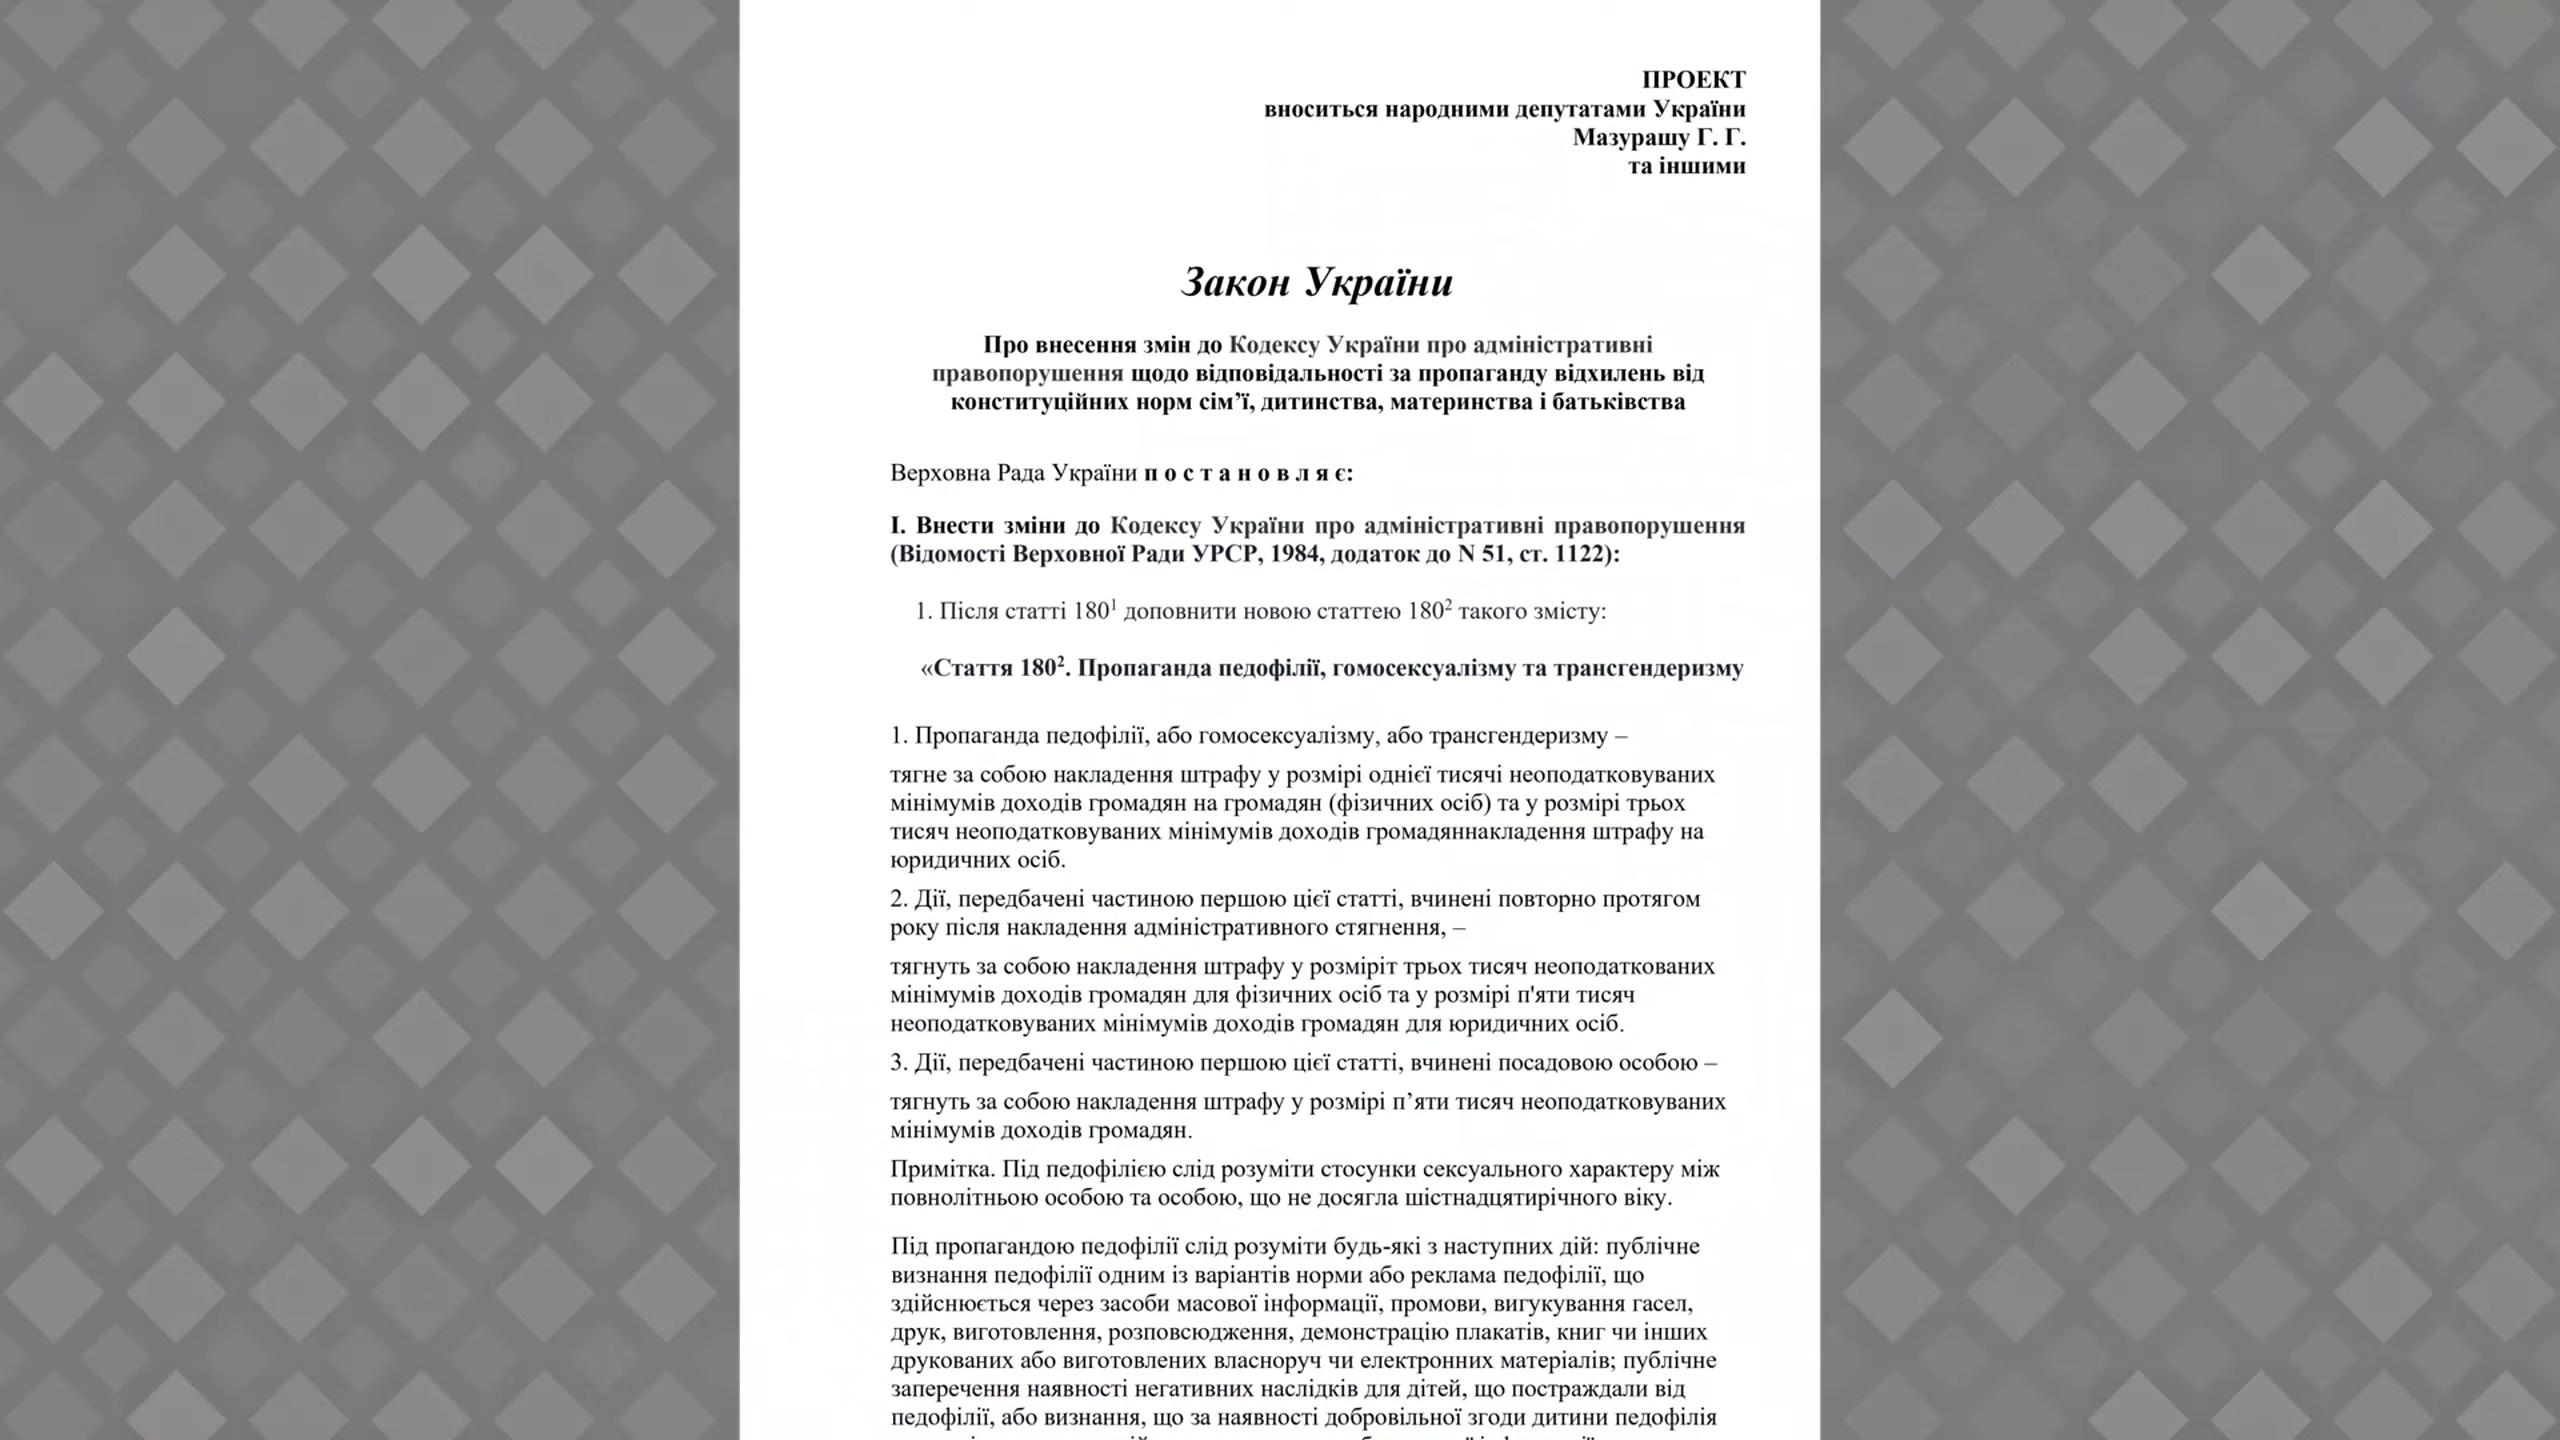 ПРОЕКТ
вноситься народними депутатами України
Мазурашу Г. Г.
та іншими
Закон України
Про внесення змін до Кодексу України про адміністративні
правопорушення щодо відповідальності за пропаганду відхилень від
конституційних норм сім’ї, дитинства, материнства і батьківства
Верховна Рада України п о с т а н о в л я є:
І. Внести зміни до Кодексу України про адміністративні правопорушення
(Відомості Верховної Ради УРСР, 1984, додаток до N 51, ст. 1122):
1. Після статті 180¹ доповнити новою статтею 180² такого змісту:
«Стаття 180². Пропаганда педофілії, гомосексуалізму та трансгендеризму
1. Пропаганда педофілії, або гомосексуалізму, або трансгендеризму –
тягне за собою накладення штрафу у розмірі однієї тисячі неоподатковуваних
мінімумів доходів громадян на громадян (фізичних осіб) та у розмірі трьох
тисяч неоподатковуваних мінімумів доходів громадяннакладення штрафу на
юридичних осіб.
2. Дії, передбачені частиною першою цієї статті, вчинені повторно протягом
року після накладення адміністративного стягнення, –
тягнуть за собою накладення штрафу у розміріт трьох тисяч неоподаткованих
мінімумів доходів громадян для фізичних осіб та у розмірі п'яти тисяч
неоподатковуваних мінімумів доходів громадян для юридичних осіб.
3. Дії, передбачені частиною першою цієї статті, вчинені посадовою особою –
тягнуть за собою накладення штрафу у розмірі п’яти тисяч неоподатковуваних
мінімумів доходів громадян.
Примітка. Під педофілією слід розуміти стосунки сексуального характеру між
повнолітньою особою та особою, що не досягла шістнадцятирічного віку.
Під пропагандою педофілії слід розуміти будь-які з наступних дій: публічне
визнання педофілії одним із варіантів норми або реклама педофілії, що
здійснюється через засоби масової інформації, промови, вигукування гасел,
друк, виготовлення, розповсюдження, демонстрацію плакатів, книг чи інших
друкованих або виготовлених власноруч чи електронних матеріалів; публічне
заперечення наявності негативних наслідків для дітей, що постраждали від
педофілії, або визнання, що за наявності добровільної згоди дитини педофілія